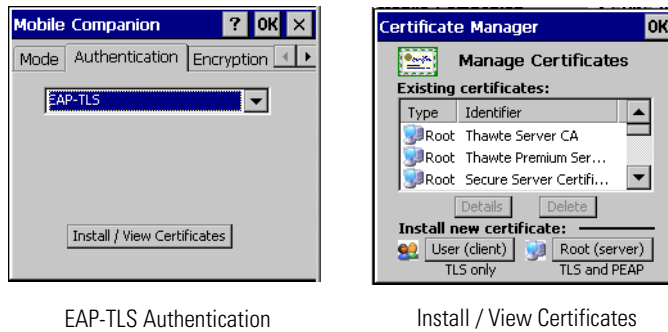 Mobile Companion ? OK ×
Mode Authentication Encryption
EAP-TLS
Install / View Certificates
EAP-TLS Authentication
Certificate Manager OK
Manage Certificates
Existing certificates:
Type Identifier
Root Thawte Server CA
Root Thawte Premium Ser...
Root Secure Server Certifi...
Details Delete
Install new certificate:
User (client) Root (server)
TLS only TLS and PEAP
Install / View Certificates